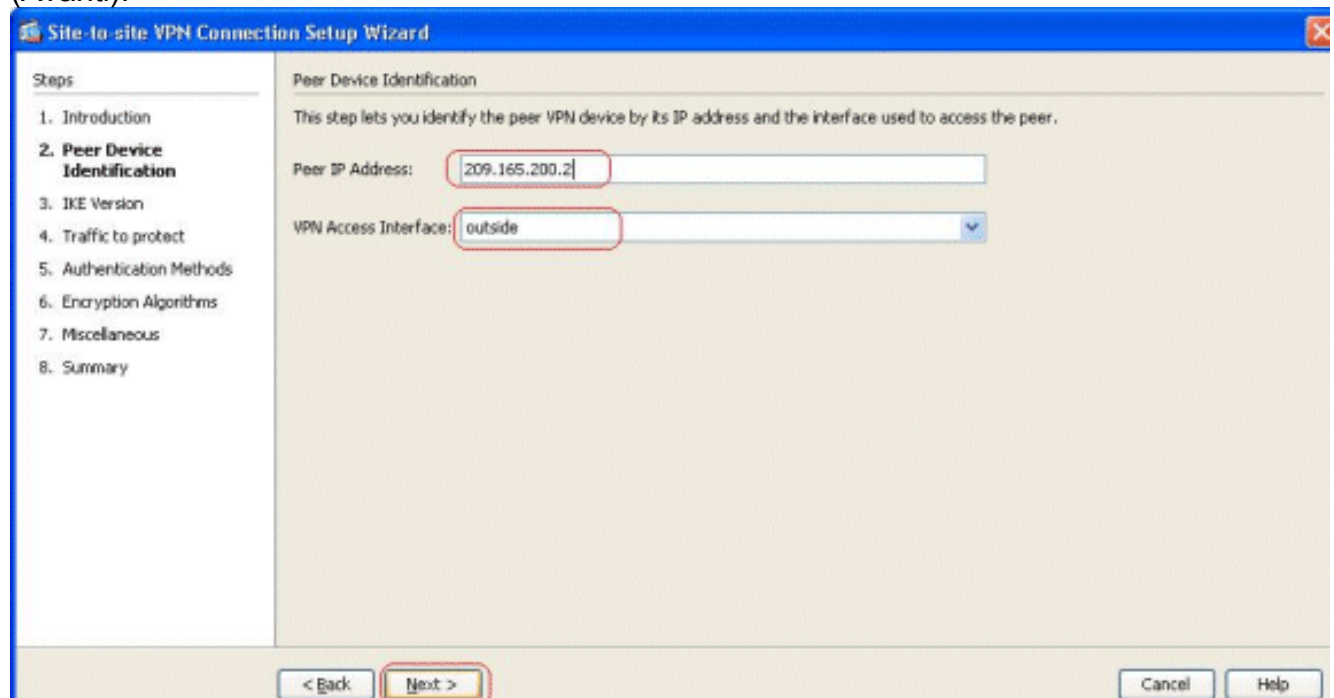 (Avanti).
Site-to-site VPN Connection Setup Wizard
Steps
1. Introduction
2. Peer Device
Identification
3. IKE Version
4. Traffic to protect
5. Authentication Methods
6. Encryption Algorithms
7. Miscellaneous
8. Summary
Peer Device Identification
This step lets you identify the peer VPN device by its IP address and the interface used to access the peer.
Peer IP Address: 209.165.200.2
VPN Access Interface: outside
< Back Next > Cancel Help